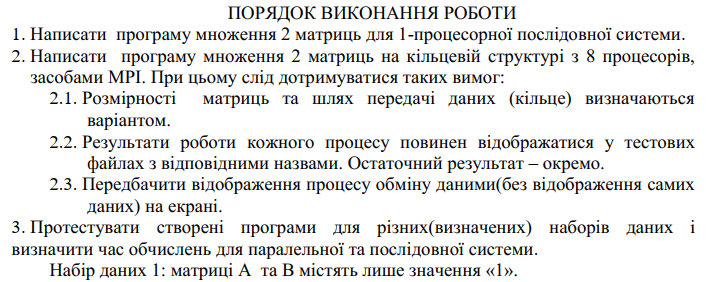 ПОРЯДОК ВИКОНАННЯ РОБОТИ
1. Написати програму множення 2 матриць для 1-процесорної послідовної системи.
2. Написати програму множення 2 матриць на кільцевій структурі з 8 процесорів,
засобами MPI. При цьому слід дотримуватися таких вимог:
2.1. Розмірності матриць та шлях передачі даних (кільце) визначаються
варіантом.
2.2. Результати роботи кожного процесу повинен відображатися у тестових
файлах з відповідними назвами. Остаточний результат – окремо.
2.3. Передбачити відображення процесу обміну даними(без відображення самих
даних) на екрані.
3. Протестувати створені програми для різних(визначених) наборів даних і
визначити час обчислень для паралельної та послідовної системи.
Набір даних 1: матриці А та В містять лише значення «1».